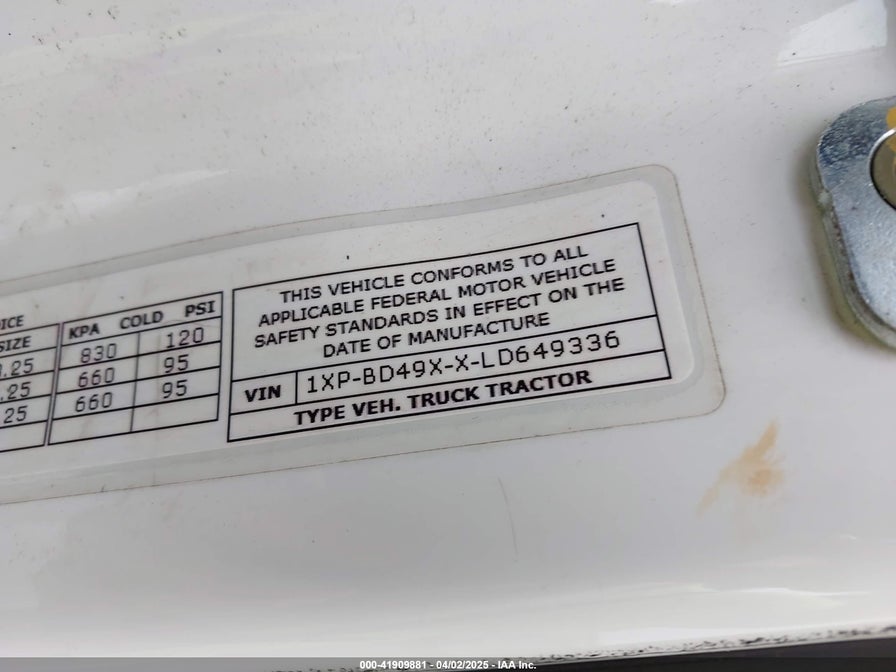 ICE
SIZE
.25
.25
.25
KPA COLD PSI
830 120
660 95
660 95
THIS VEHICLE CONFORMS TO ALL
APPLICABLE FEDERAL MOTOR VEHICLE
SAFETY STANDARDS IN EFFECT ON THE
DATE OF MANUFACTURE
VIN 1XP-BD49X-X-LD649336
TYPE VEH. TRUCK TRACTOR
000-41909881 - 04/02/2025 - IAA Inc.